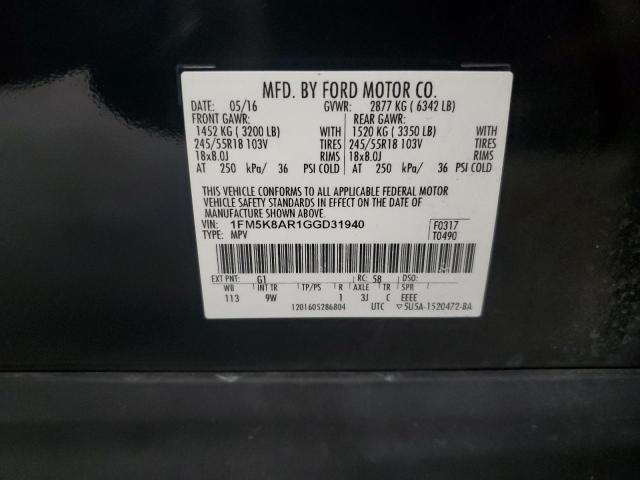 MFD. BY FORD MOTOR CO.
DATE: 05/16 GVWR: 2877 KG ( 6342 LB)
FRONT GAWR: REAR GAWR:
1452 KG ( 3200 LB) WITH 1520 KG ( 3350 LB) WITH
245/55R18 103V TIRES 245/55R18 103V TIRES
18x8.0J RIMS 18x8.0J RIMS
AT 250 kPa/ 36 PSI COLD AT 250 kPa/ 36 PSI COLD
THIS VEHICLE CONFORMS TO ALL APPLICABLE FEDERAL MOTOR
VEHICLE SAFETY STANDARDS IN EFFECT ON THE DATE OF
MANUFACTURE SHOWN ABOVE.
VIN: 1FM5K8AR1GGD31940 F0317
TYPE: MPV T0490
EXT PNT: G1 RC: 58 DSO:
WB INT TR TP/PS R AXLE TR SPR
113 9W 1 3J C EEEE
1201605286804 UTC ▽5U5A-1520472-BA